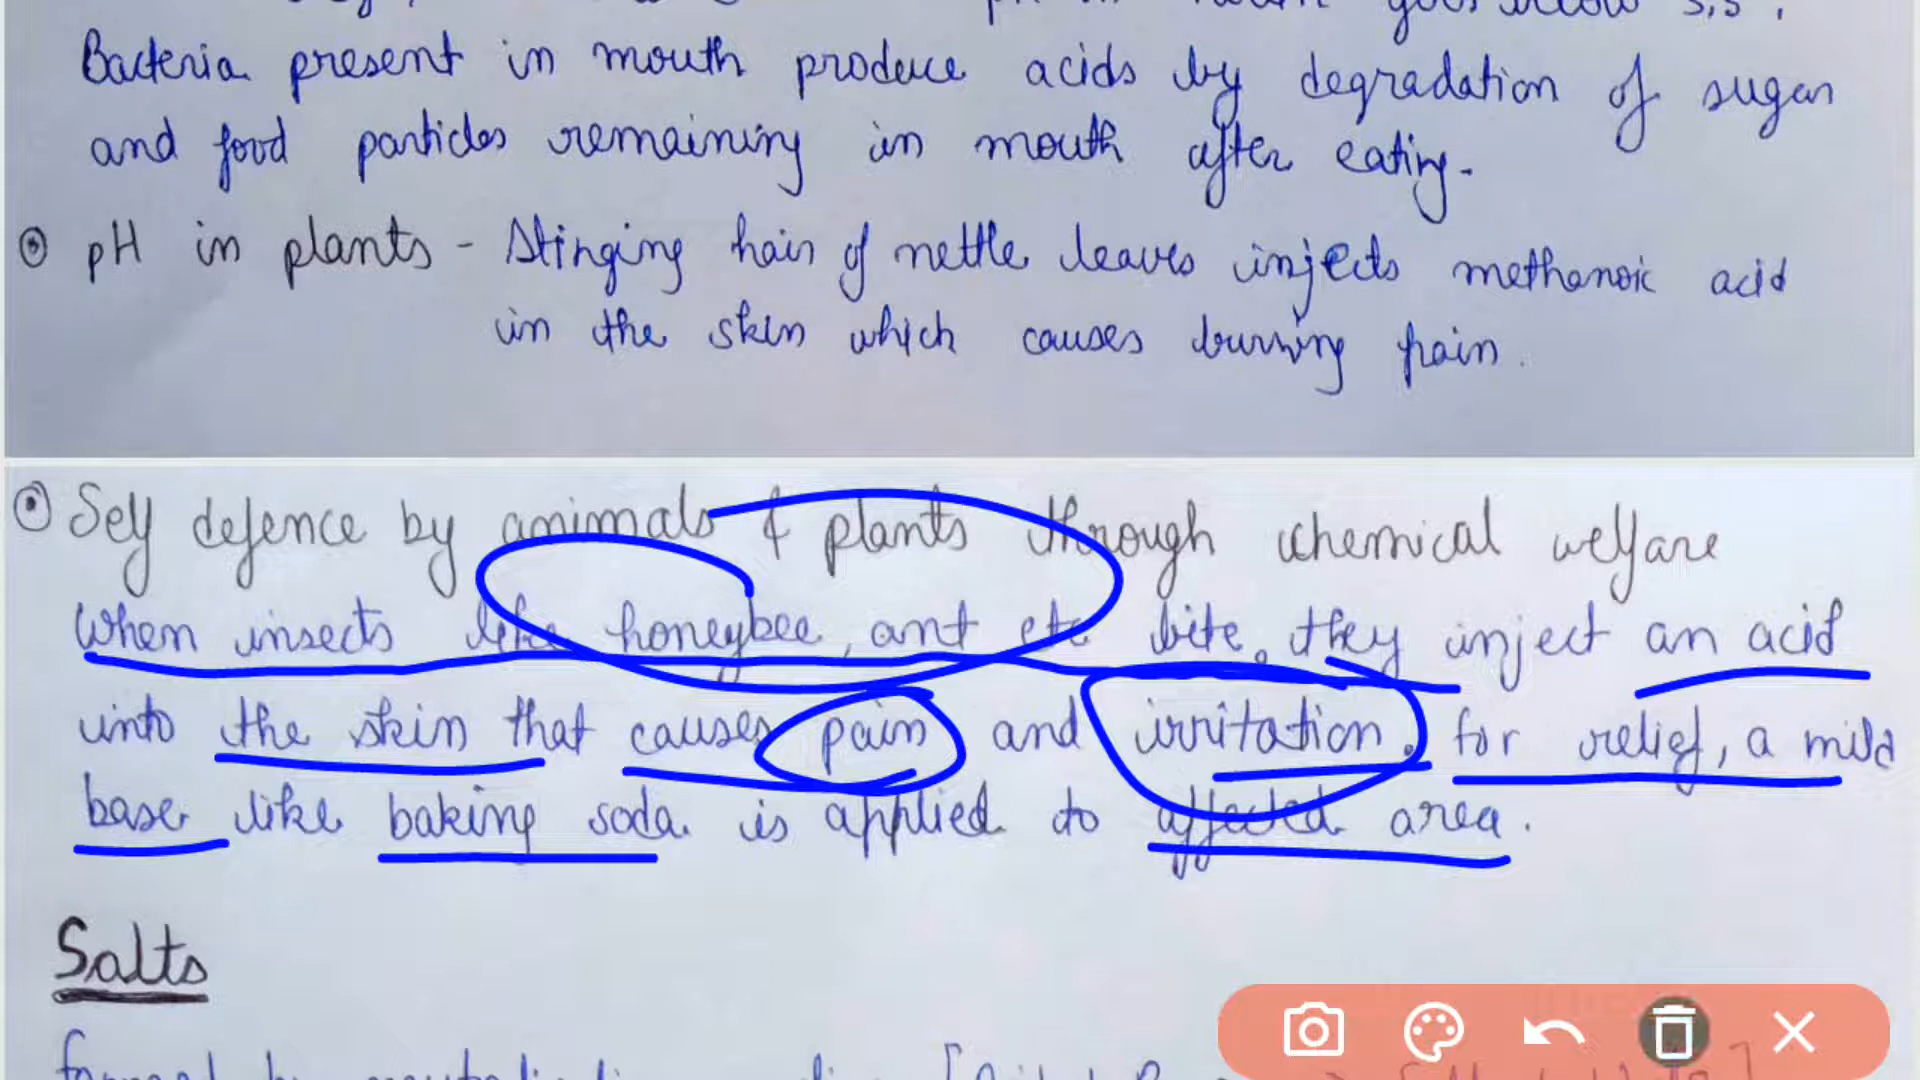 Bacteria present in mouth produce acids by degradation of sugar
and food particles remaining in mouth after eating.
pH in plants - Stinging hair of nettle leaves injects methanoic acid
in the skin which causes burning pain.
Self defence by animals & plants through chemical welfare
When insects like honeybee, ant etc bite, they inject an acid
into the skin that causes pain and irritation. for relief, a mild
base like baking soda is applied to affected area.
Salts